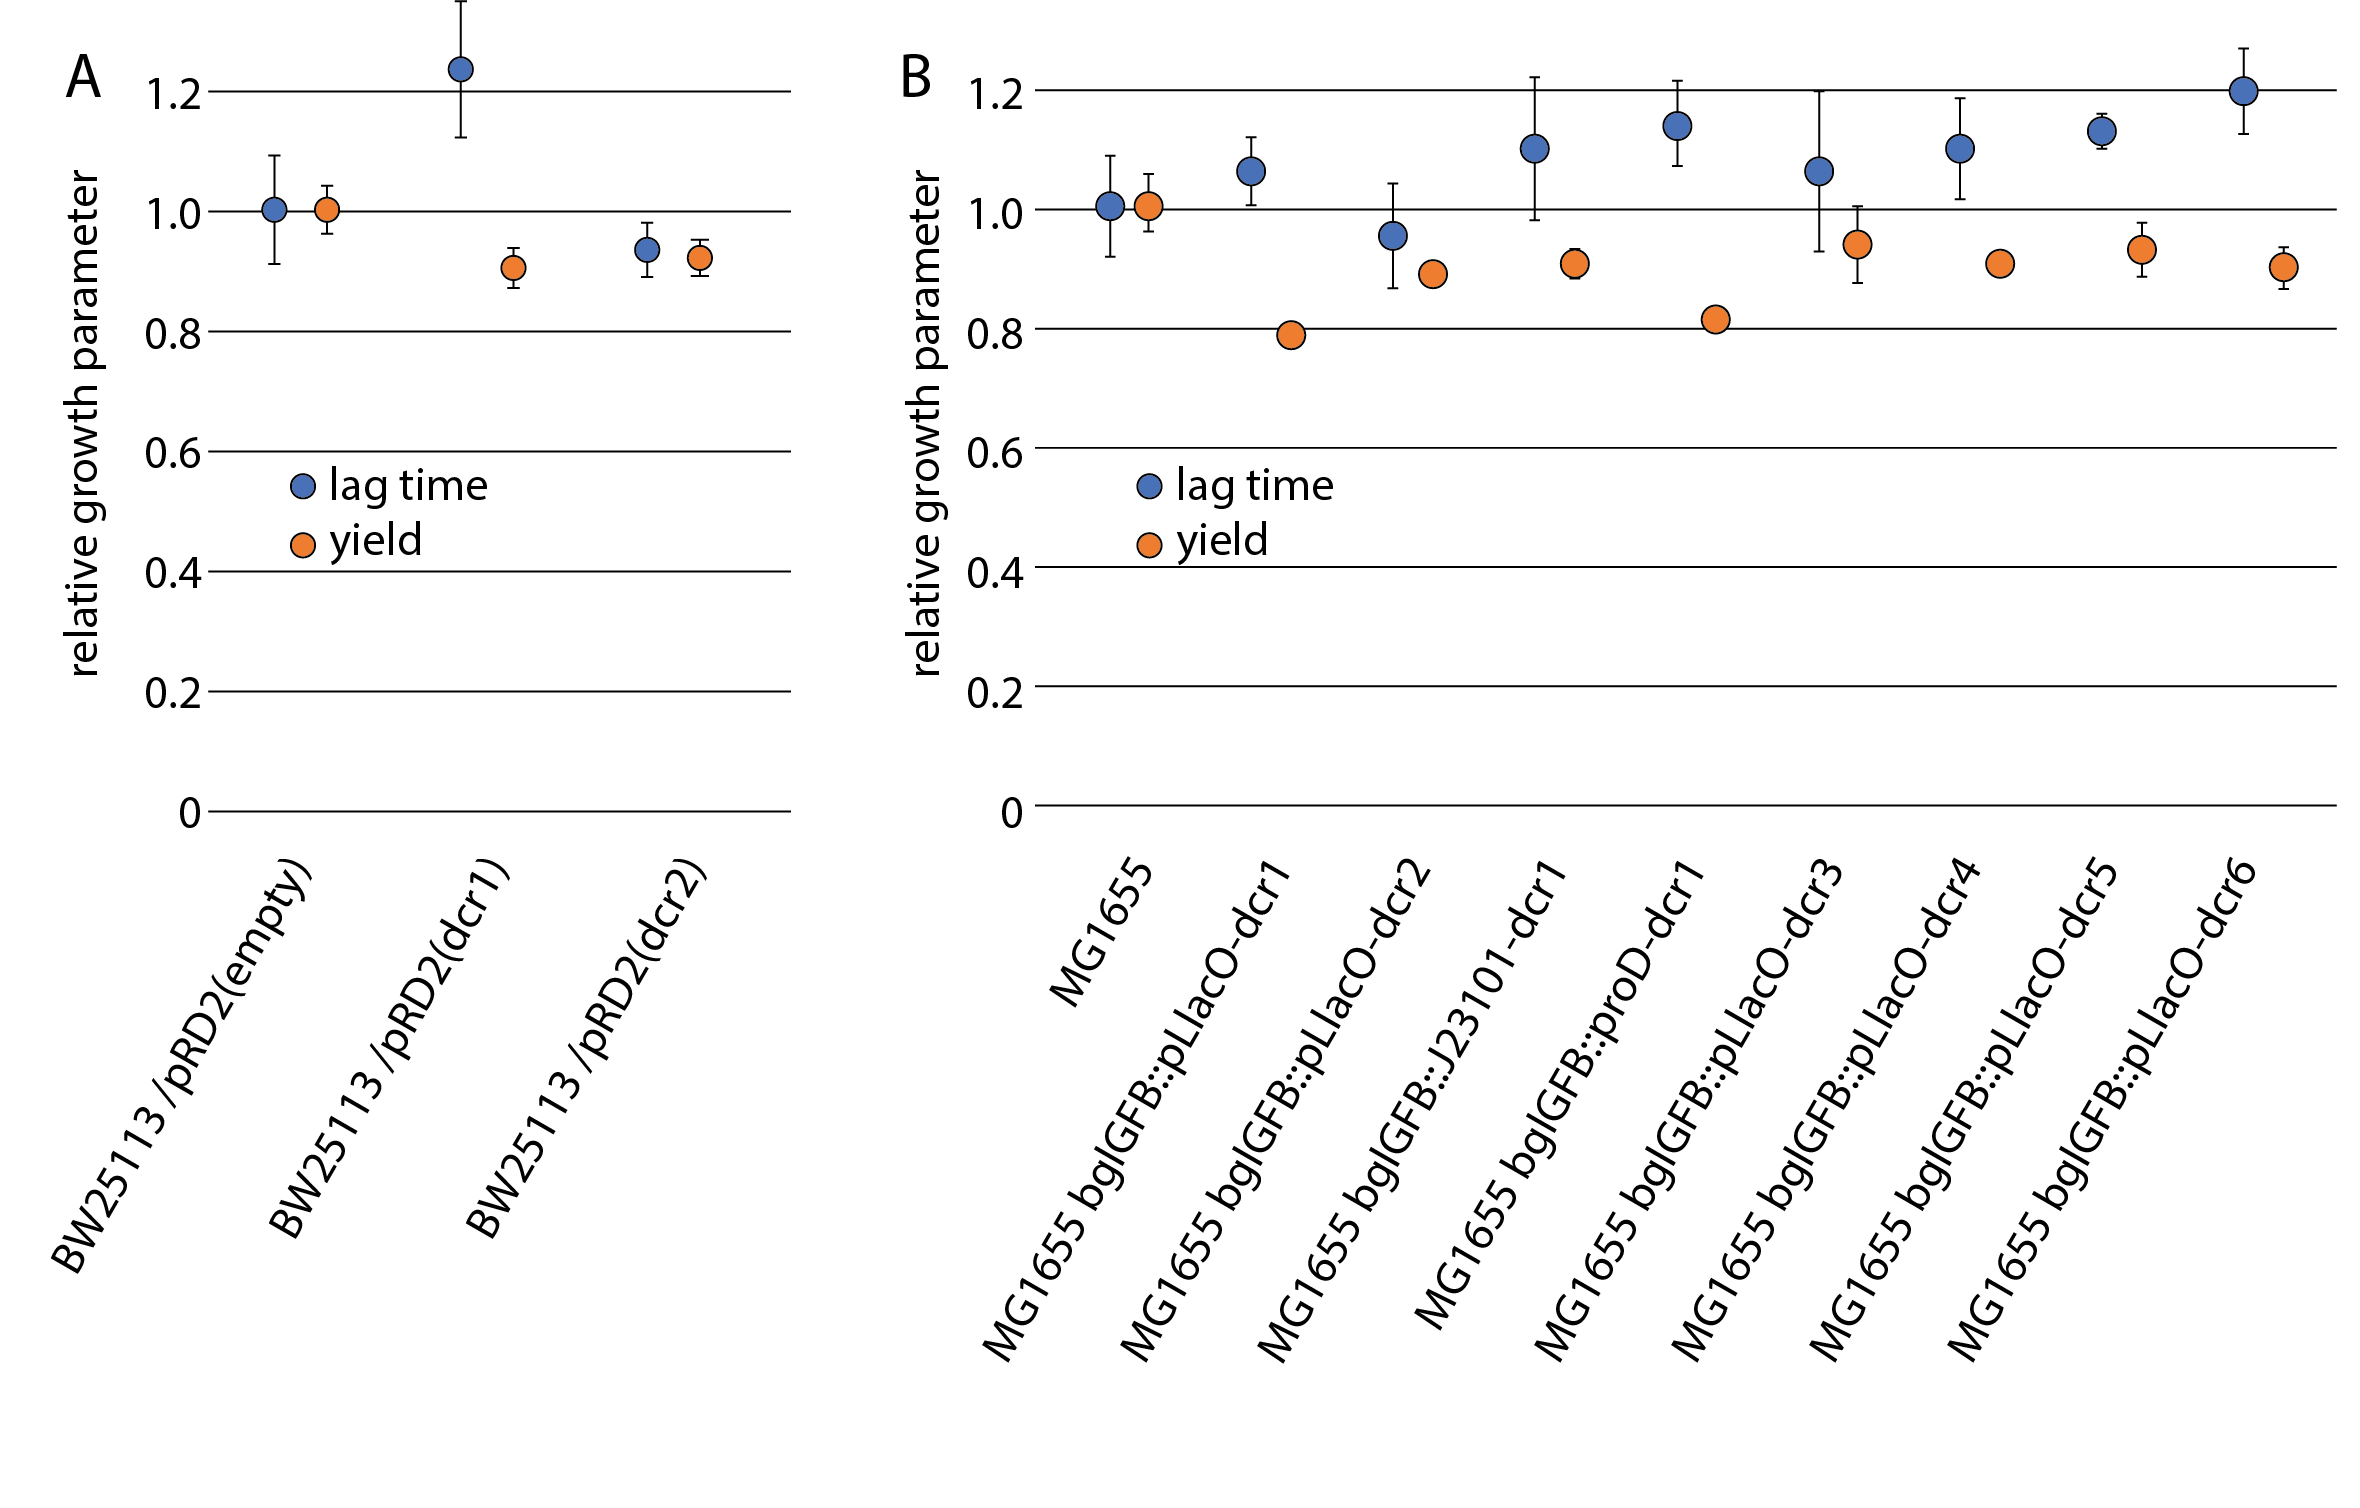 A
1.2
1.0
0.8
0.6
0.4
0.2
0
relative growth parameter
lag time
yield
BW25113 /pRD2(empty)
BW25113 /pRD2(dcr1)
BW25113 /pRD2(dcr2)
B
1.2
1.0
0.8
0.6
0.4
0.2
0
relative growth parameter
lag time
yield
MG1655
MG1655 bglGFB::pLlacO-dcr1
MG1655 bglGFB::pLlacO-dcr2
MG1655 bglGFB::J23101-dcr1
MG1655 bglGFB::proD-dcr1
MG1655 bglGFB::pLlacO-dcr3
MG1655 bglGFB::pLlacO-dcr4
MG1655 bglGFB::pLlacO-dcr5
MG1655 bglGFB::pLlacO-dcr6